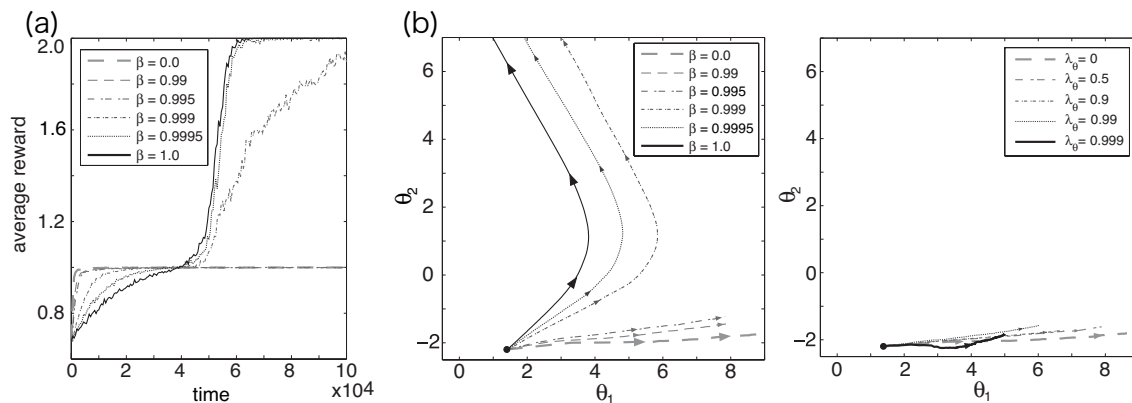 (a)
2.0
1.6
1.2
1.0
0.8
average reward
0 2 4 6 8 10
time
x104
β = 0.0
β = 0.99
β = 0.995
β = 0.999
β = 0.9995
β = 1.0
(b)
6
4
2
0
−2
θ2
0 2 4 6 8
θ1
β = 0.0
β = 0.99
β = 0.995
β = 0.999
β = 0.9995
β = 1.0
6
4
2
0
−2
θ2
0 2 4 6 8
θ1
λθ= 0
λθ= 0.5
λθ= 0.9
λθ= 0.99
λθ= 0.999